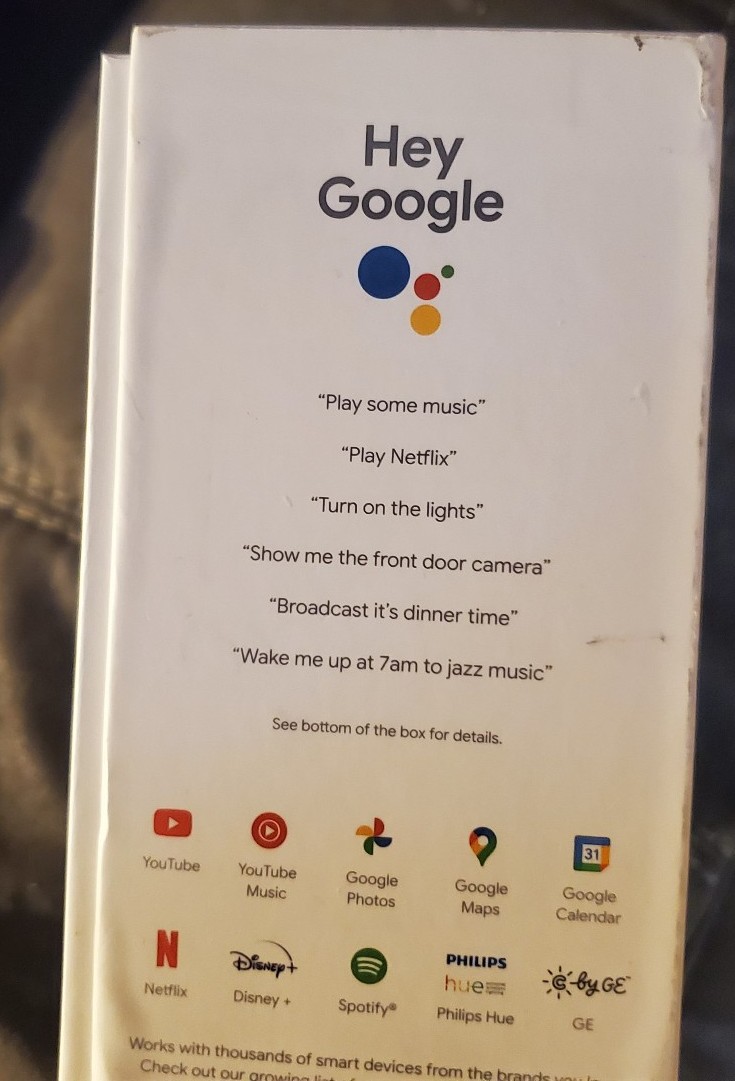 Hey
Google
“Play some music”
“Play Netflix”
“Turn on the lights”
“Show me the front door camera”
“Broadcast it’s dinner time”
“Wake me up at 7am to jazz music”
See bottom of the box for details.
YouTube
YouTube
Music
Google
Photos
Google
Maps
31
Google
Calendar
N
Netflix
Disney+
Disney +
Spotify®
PHILIPS
hue
Philips Hue
C by GE
GE
Works with thousands of smart devices from the brands
Check out our growing list